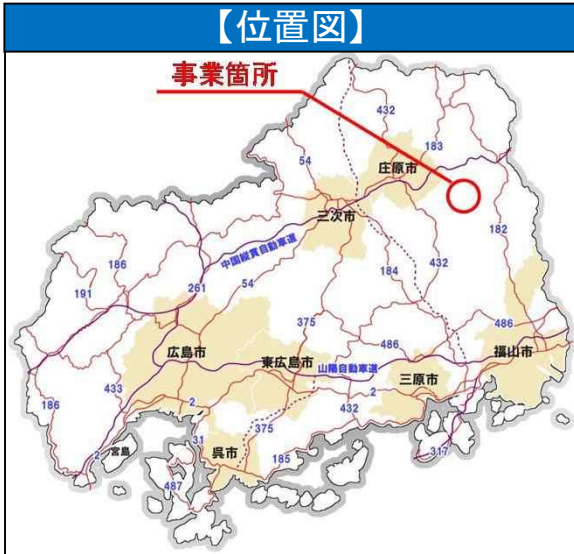 【位置図】
事業箇所
432
183
54
庄原市
三次市
182
中国縦貫自動車道
186
54
184
432
191
261
375
486
486
広島市
東広島市
山陽自動車道
三原市
福山市
433
2
2
432
186
31
375
185
317
2
宮島
呉市
487